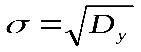 σ = √D_y